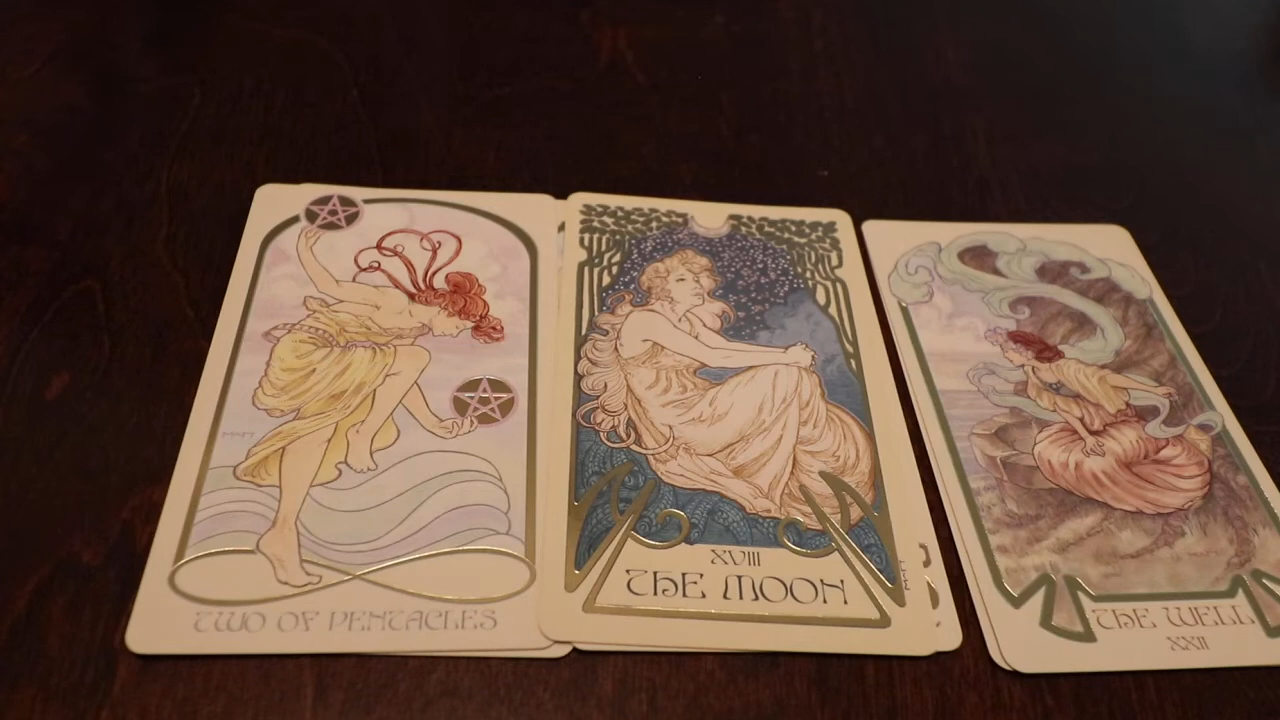 TWO OF PENTACLES
XVIII
THE MOON
THE WELL
XXII